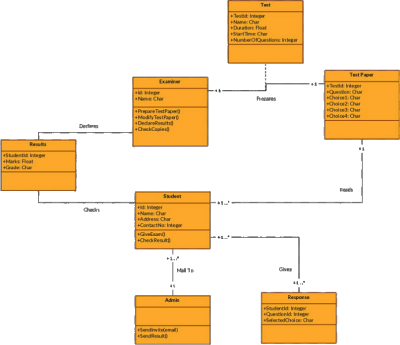 Test
+TestId: Integer
+Name: Char
+Duration: Float
+StartTime: Char
+NumberOfQuestions: Integer
Examiner
+Id: Integer
+Name: Char
+PrepareTestPaper()
+ModifyTestPaper()
+DeclareResults()
+CheckCopies()
Test Paper
+TestId: Integer
+Question: Char
+Choice1: Char
+Choice2: Char
+Choice3: Char
+Choice4: Char
Prepares
Declares
Results
+StudentId: Integer
+Marks: Float
+Grade: Char
+1
Reads
Checks
Student
+Id: Integer
+Name: Char
+Address: Char
+ContactNo: Integer
+GiveExam()
+CheckResult()
+1...*
+1...*
+1...*
Mail To
Gives
+1
+1...*
Admin
+SendInvite(email)
+SendResult()
Response
+StudentId: Integer
+QuestionId: Integer
+SelectedChoice: Char